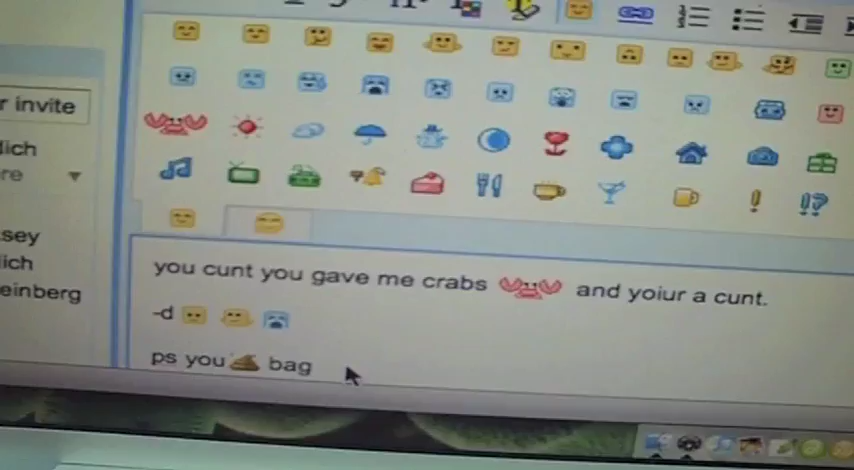 r invite
lich
re
sey
lich
einberg
you cunt you gave me crabs and yoiur a cunt.
-d
ps you bag